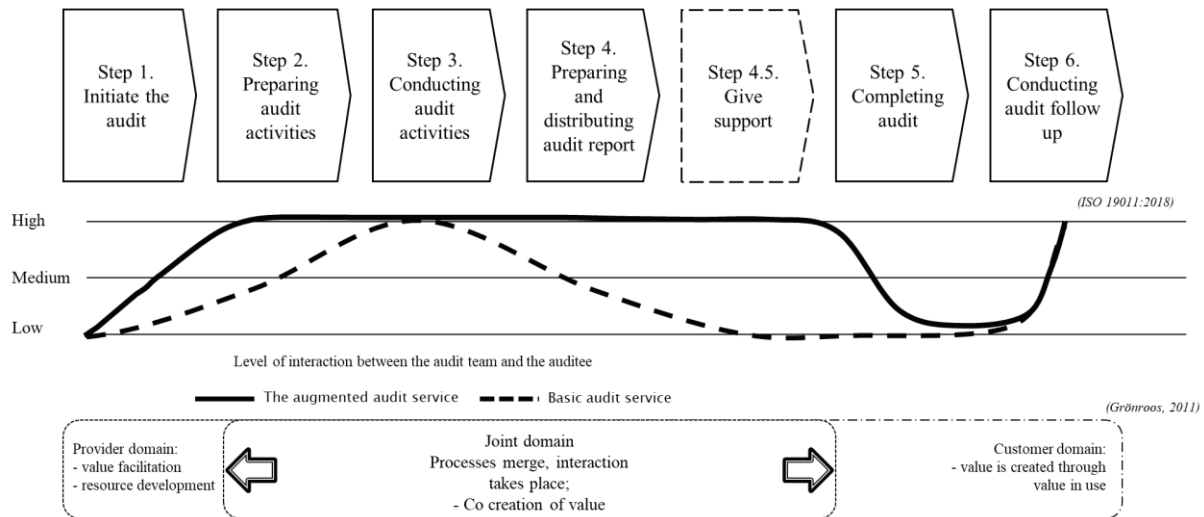 Step 1.
Initiate the
audit
Step 2.
Preparing
audit
activities
Step 3.
Conducting
audit
activities
Step 4.
Preparing
and
distributing
audit report
Step 4.5.
Give
support
Step 5.
Completing
audit
Step 6.
Conducting
audit follow
up
(ISO 19011:2018)
High
Medium
Low
Level of interaction between the audit team and the auditee
The augmented audit service
Basic audit service
(Grönroos, 2011)
Provider domain:
- value facilitation
- resource development
Joint domain
Processes merge, interaction
takes place;
- Co creation of value
Customer domain:
- value is created through
value in use